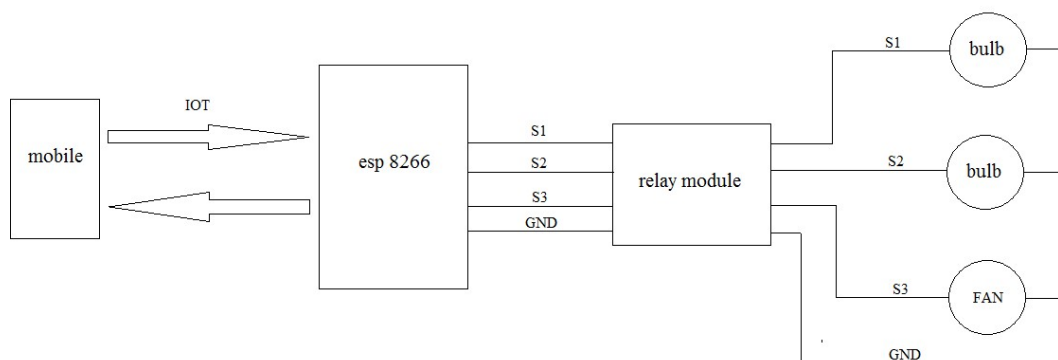 IOT
mobile
esp 8266
S1
S2
S3
GND
relay module
S1
bulb
S2
bulb
S3
FAN
GND